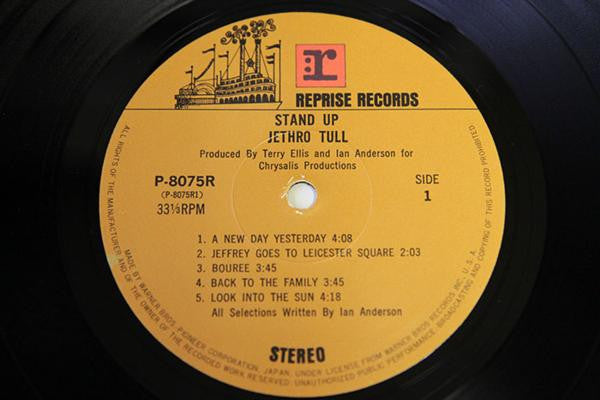 r
REPRISE RECORDS
STAND UP
JETHRO TULL
Produced By Terry Ellis and Ian Anderson for
Chrysalis Productions
P-8075R
(P-8075R1)
33⅓RPM
SIDE
1
1. A NEW DAY YESTERDAY 4:08
2. JEFFREY GOES TO LEICESTER SQUARE 2:03
3. BOUREE 3:45
4. BACK TO THE FAMILY 3:45
5. LOOK INTO THE SUN 4:18
All Selections Written By Ian Anderson
STEREO
MADE BY WARNER BROS. PIONEER CORPORATION, JAPAN, UNDER LICENSE FROM WARNER BROS RECORDS INC., U. S. A.
ALL RIGHTS OF THE MANUFACTURER AND OF THE OWNER OF THE RECORDED WORK RESERVED. UNAUTHORIZED PUBLIC PERFORMANCE, BROADCASTING AND COPYING OF THIS RECORD PROHIBITED.